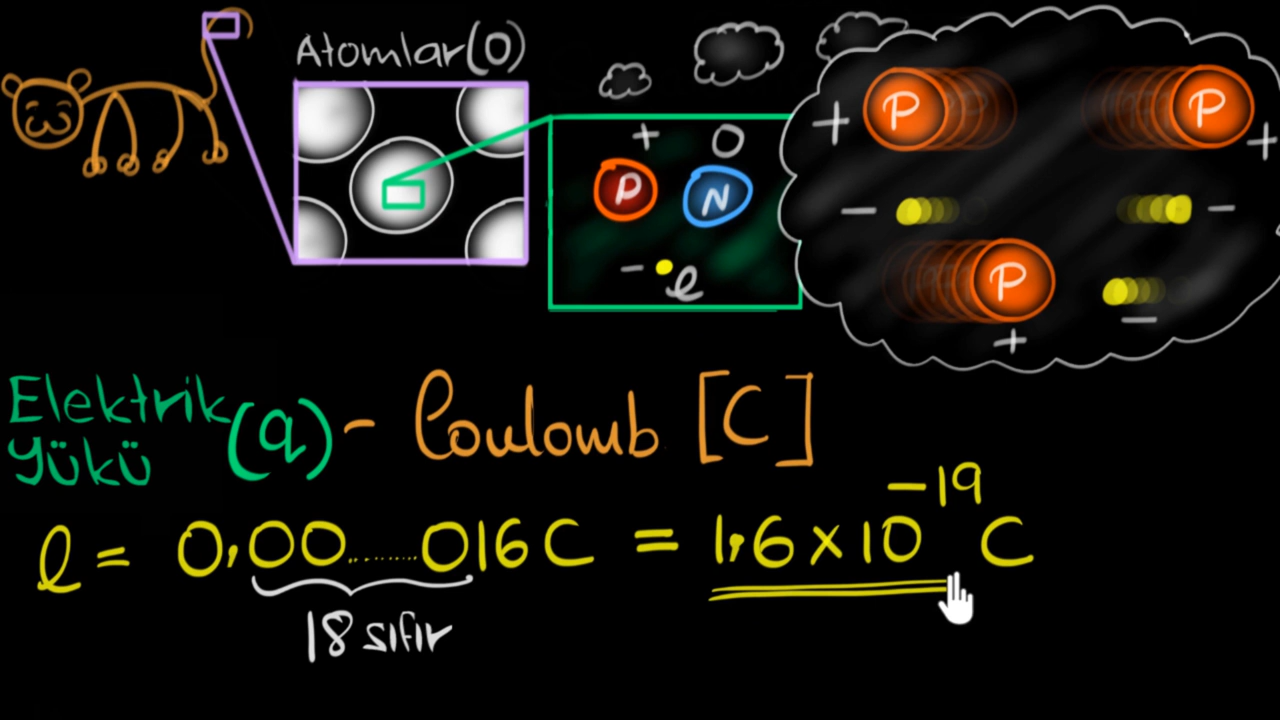 Atomlar(0)
+ 0
P N
- e
+ P P +
- -
P -
+
Elektrik yükü (q) - Coulomb [C]
e = 0,00.........016 C = 1,6 x 10⁻¹⁹ C
18 sıfır